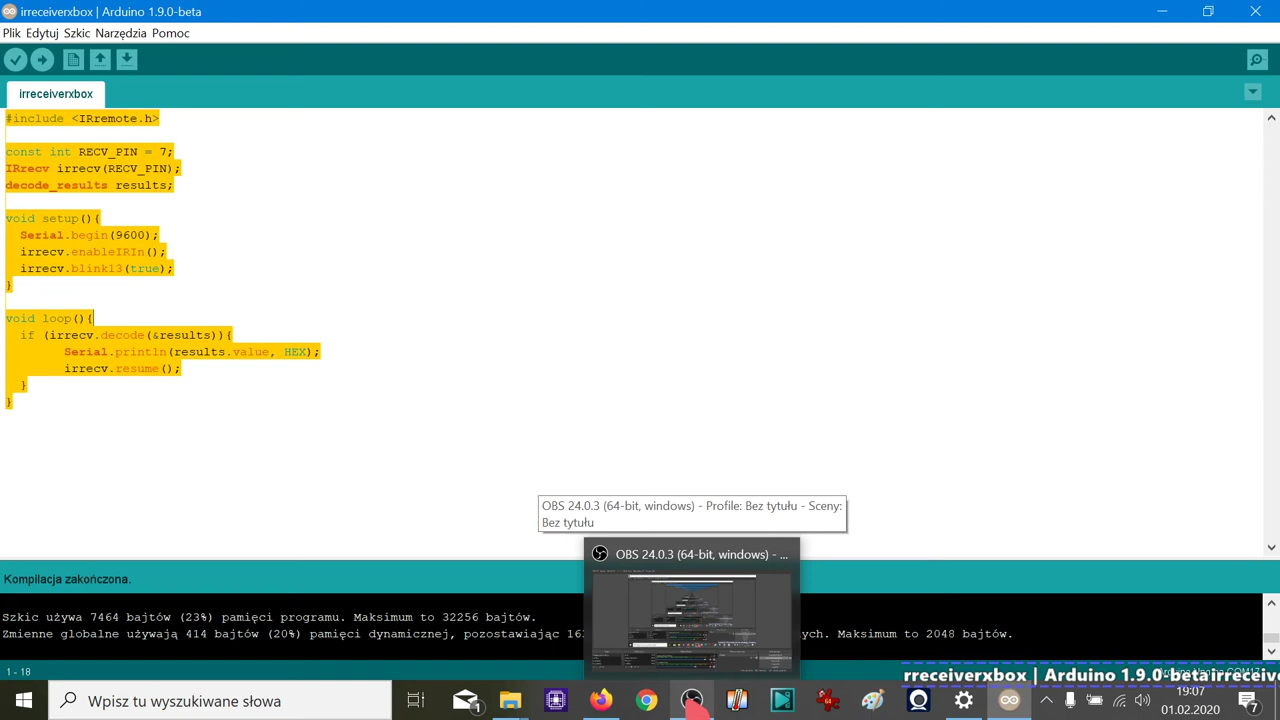 irreceiverxbox | Arduino 1.9.0-beta
Plik Edytuj Szkic Narzędzia Pomoc
irreceiverxbox
#include <IRremote.h>
const int RECV_PIN = 7;
IRrecv irrecv(RECV_PIN);
decode_results results;
void setup(){
Serial.begin(9600);
irrecv.enableIRIn();
irrecv.blink13(true);
}
void loop(){
if (irrecv.decode(&results)){
Serial.println(results.value, HEX);
irrecv.resume();
}
}
OBS 24.0.3 (64-bit, windows) - Profile: Bez tytułu - Sceny:
Bez tytułu
OBS 24.0.3 (64-bit, windows) - ...
Kompilacja zakończona.
Szkic używa 7464 bajtów (23%) pamięci programu. Maksimum to 32256 bajtów.
Zmienne globalne używają 414 bajtów (20%) pamięci dynamicznej, pozostawiając 16 ych. Maksimum to 2048 bajtów.
1 - 18
rreceiverxbox | Arduino 1.9.0-betairreceive
Wpisz tu wyszukiwane słowa
1
64
19:07
01.02.2020
7